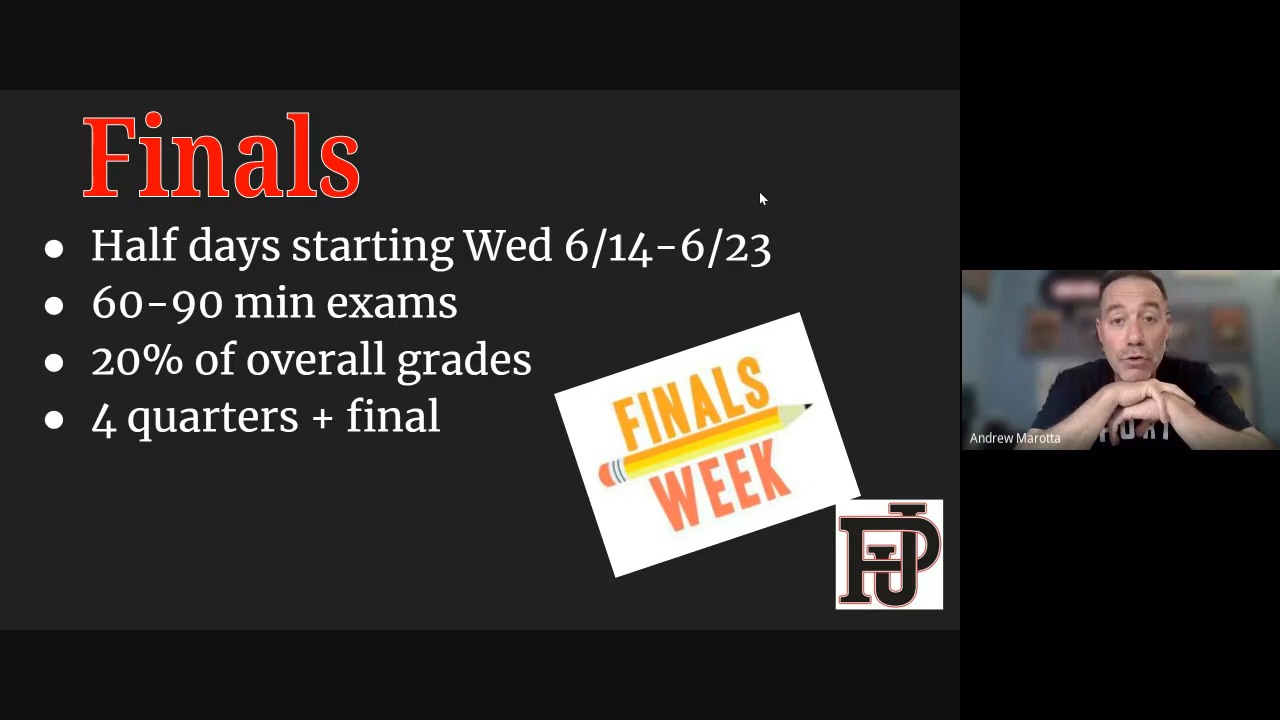 Finals
● Half days starting Wed 6/14-6/23
● 60-90 min exams
● 20% of overall grades
● 4 quarters + final
FINALS
WEEK
PJ
Andrew Marotta